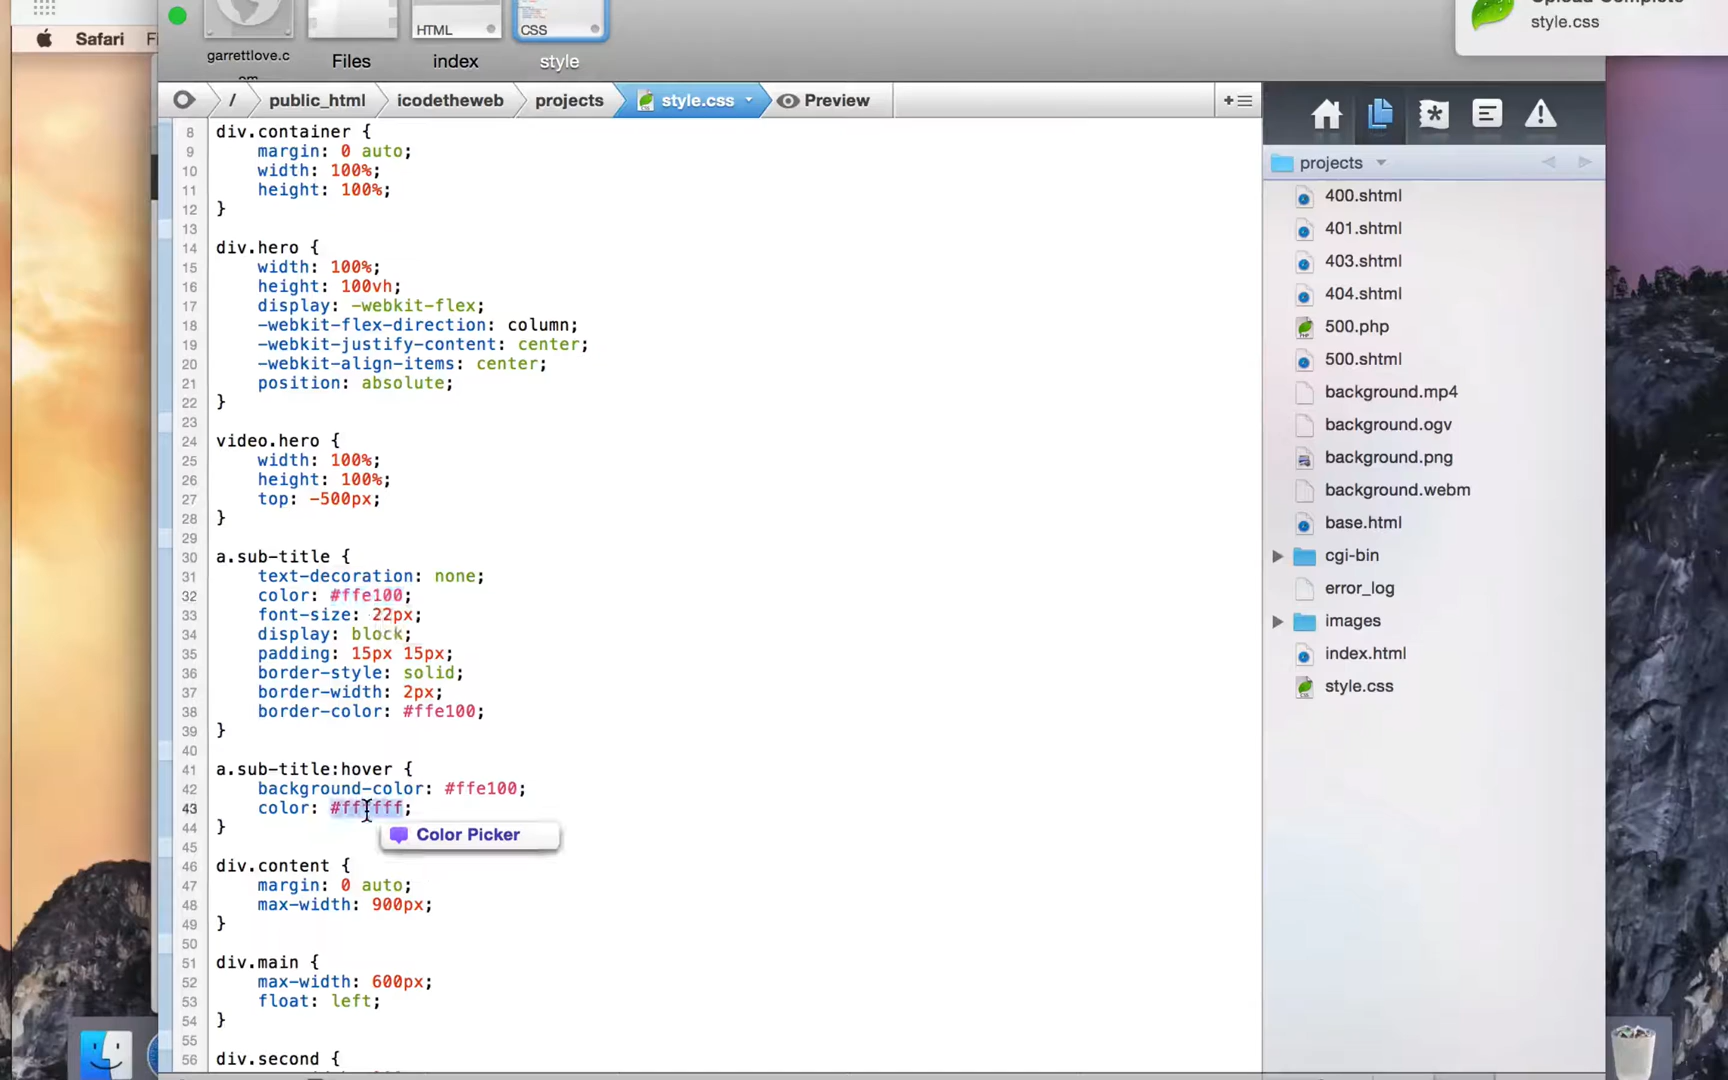 Safari
style.css
garrettlove.c
Files
HTML
index
CSS
style
/ public_html icodetheweb projects style.css Preview
8 div.container {
9 margin: 0 auto;
10 width: 100%;
11 height: 100%;
12 }
13
14 div.hero {
15 width: 100%;
16 height: 100vh;
17 display: -webkit-flex;
18 -webkit-flex-direction: column;
19 -webkit-justify-content: center;
20 -webkit-align-items: center;
21 position: absolute;
22 }
23
24 video.hero {
25 width: 100%;
26 height: 100%;
27 top: -500px;
28 }
29
30 a.sub-title {
31 text-decoration: none;
32 color: #ffe100;
33 font-size: 22px;
34 display: block;
35 padding: 15px 15px;
36 border-style: solid;
37 border-width: 2px;
38 border-color: #ffe100;
39 }
40
41 a.sub-title:hover {
42 background-color: #ffe100;
43 color: #ffffff;
44 }
Color Picker
45
46 div.content {
47 margin: 0 auto;
48 max-width: 900px;
49 }
50
51 div.main {
52 max-width: 600px;
53 float: left;
54 }
55
56 div.second {
projects
400.shtml
401.shtml
403.shtml
404.shtml
500.php
500.shtml
background.mp4
background.ogv
background.png
background.webm
base.html
cgi-bin
error_log
images
index.html
style.css